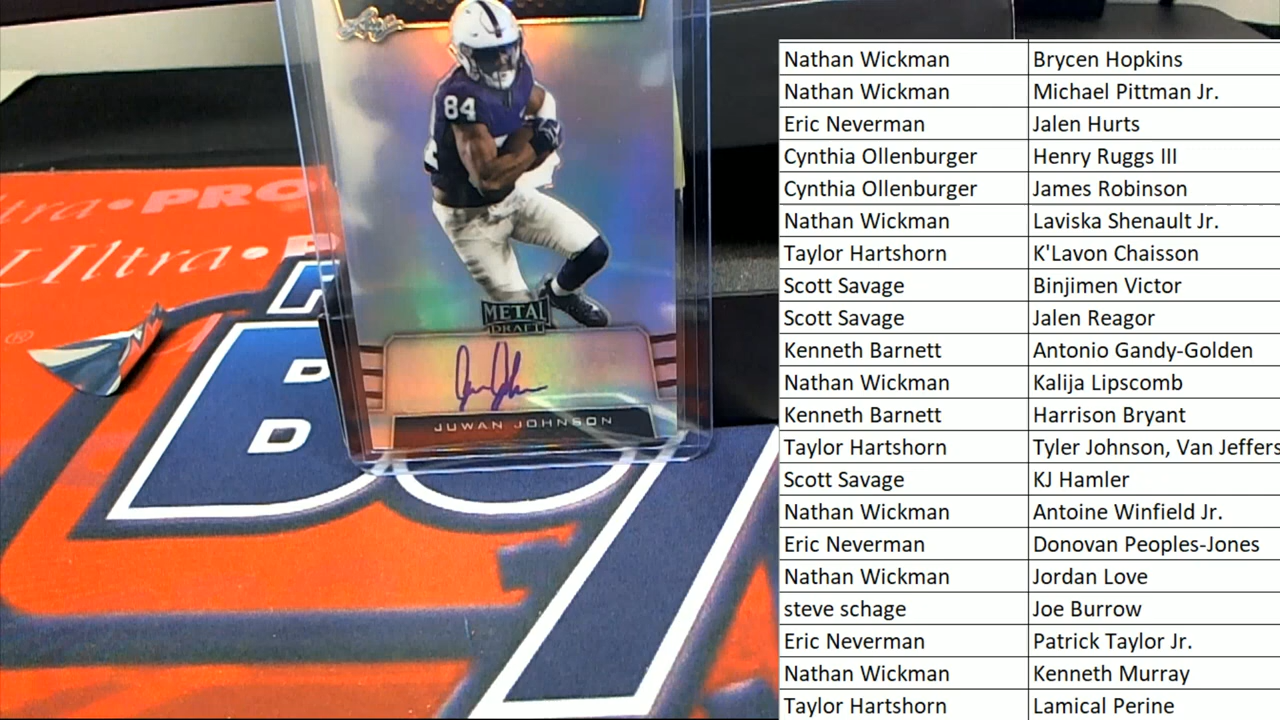 Leaf
84
METAL
DRAFT
JUWAN JOHNSON
ltra•PRO
Ultra•P
®
B
D
D
Nathan Wickman Brycen Hopkins
Nathan Wickman Michael Pittman Jr.
Eric Neverman Jalen Hurts
Cynthia Ollenburger Henry Ruggs III
Cynthia Ollenburger James Robinson
Nathan Wickman Laviska Shenault Jr.
Taylor Hartshorn K'Lavon Chaisson
Scott Savage Binjimen Victor
Scott Savage Jalen Reagor
Kenneth Barnett Antonio Gandy-Golden
Nathan Wickman Kalija Lipscomb
Kenneth Barnett Harrison Bryant
Taylor Hartshorn Tyler Johnson, Van Jeffers
Scott Savage KJ Hamler
Nathan Wickman Antoine Winfield Jr.
Eric Neverman Donovan Peoples-Jones
Nathan Wickman Jordan Love
steve schage Joe Burrow
Eric Neverman Patrick Taylor Jr.
Nathan Wickman Kenneth Murray
Taylor Hartshorn Lamical Perine